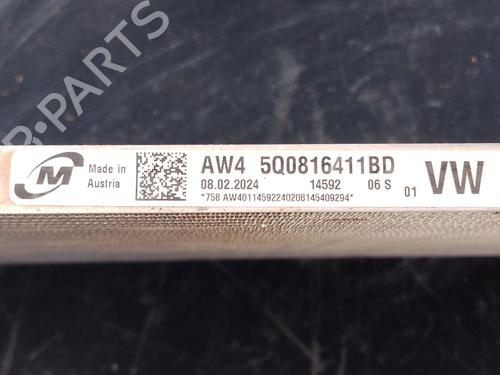 B-PARTS
M
Made in
Austria
AW4 5Q0816411BD
08.02.2024 14592 06 S
*758 AW40114592240208145409294*
01 VW